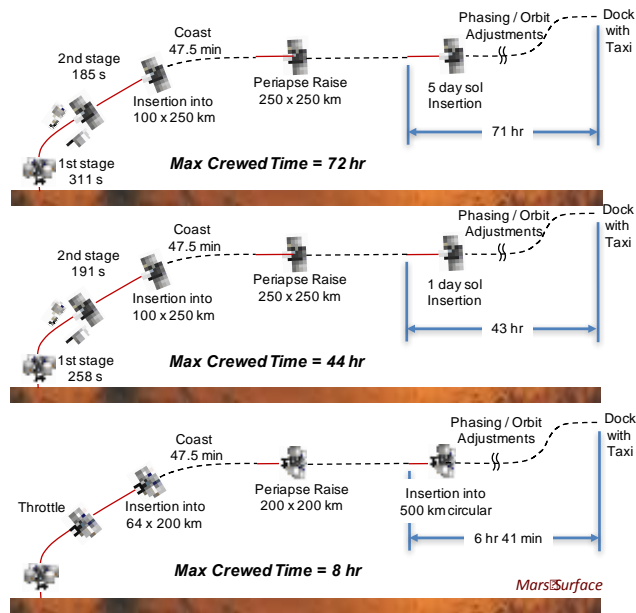 Phasing / Orbit
Adjustments
Dock
with
Taxi
Coast
47.5 min
2nd stage
185 s
Insertion into
100 x 250 km
Periapse Raise
250 x 250 km
5 day sol
Insertion
71 hr
1st stage
311 s
Max Crewed Time = 72 hr
Phasing / Orbit
Adjustments
Dock
with
Taxi
Coast
47.5 min
2nd stage
191 s
Insertion into
100 x 250 km
Periapse Raise
250 x 250 km
1 day sol
Insertion
43 hr
1st stage
258 s
Max Crewed Time = 44 hr
Phasing / Orbit
Adjustments
Dock
with
Taxi
Coast
47.5 min
Throttle
Insertion into
64 x 200 km
Periapse Raise
200 x 200 km
Insertion into
500 km circular
6 hr 41 min
Max Crewed Time = 8 hr
Mars Surface